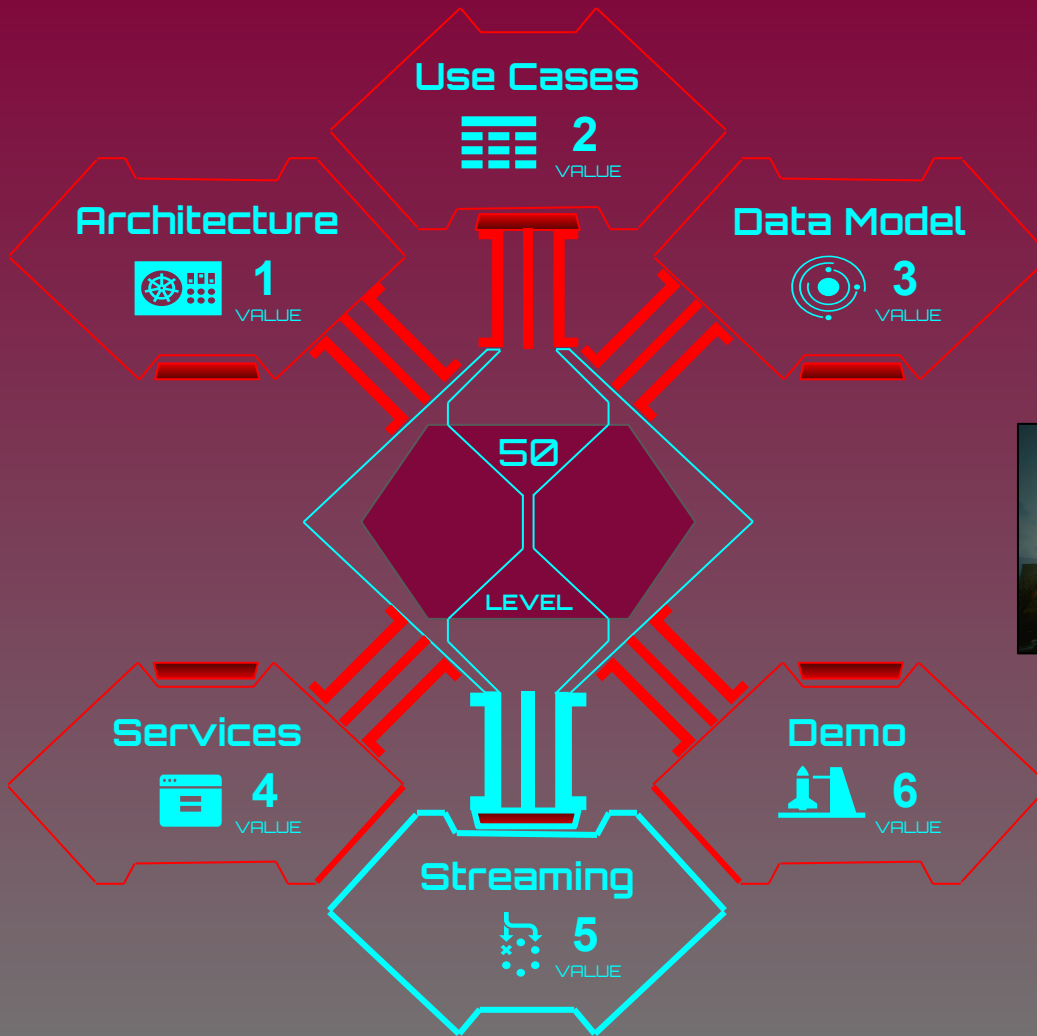 Use Cases
2
VALUE
Architecture
1
VALUE
Data Model
3
VALUE
50
LEVEL
Services
4
VALUE
Demo
6
VALUE
Streaming
5
VALUE